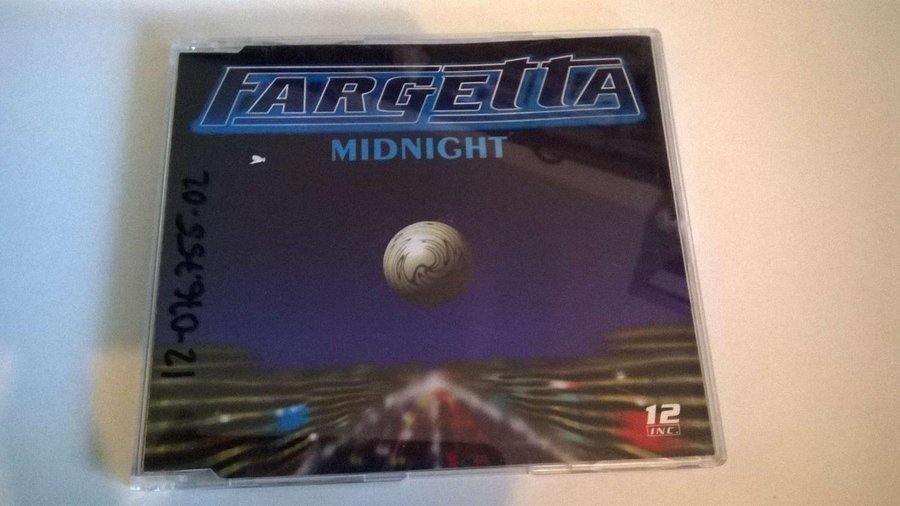 FARGETTA
MIDNIGHT
12-076.755-02
12
INC.